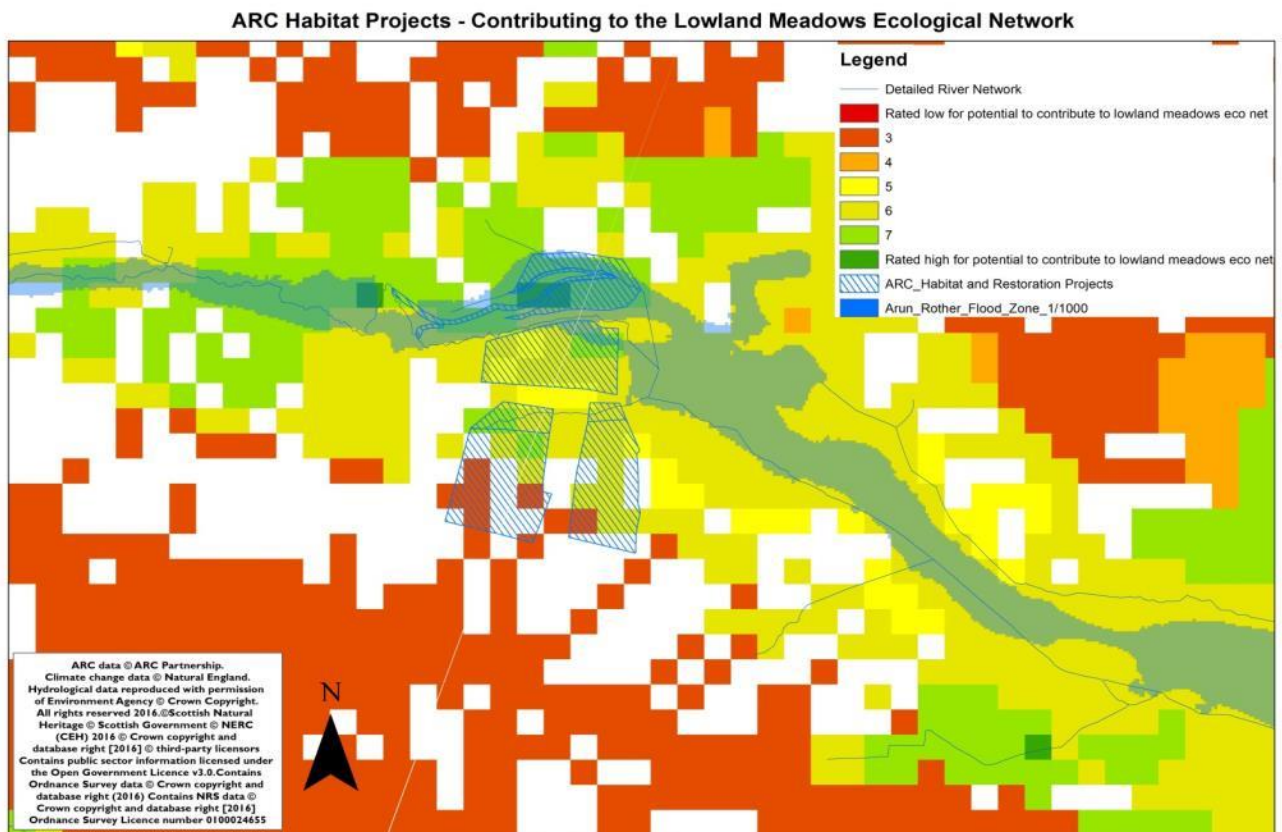 ARC Habitat Projects - Contributing to the Lowland Meadows Ecological Network
Legend
Detailed River Network
Rated low for potential to contribute to lowland meadows eco net
3
4
5
6
7
Rated high for potential to contribute to lowland meadows eco net
ARC_Habitat and Restoration Projects
Arun_Rother_Flood_Zone_1/1000
ARC data © ARC Partnership.
Climate change data © Natural England.
Hydrological data reproduced with permission
of Environment Agency © Crown Copyright.
All rights reserved 2016.©Scottish Natural
Heritage © Scottish Government © NERC
(CEH) 2016 © Crown copyright and
database right [2016] © third-party licensors
Contains public sector information licensed under
the Open Government Licence v3.0.Contains
Ordnance Survey data © Crown copyright and
database right (2016) Contains NRS data ©
Crown copyright and database right [2016]
Ordnance Survey Licence number 0100024655
N